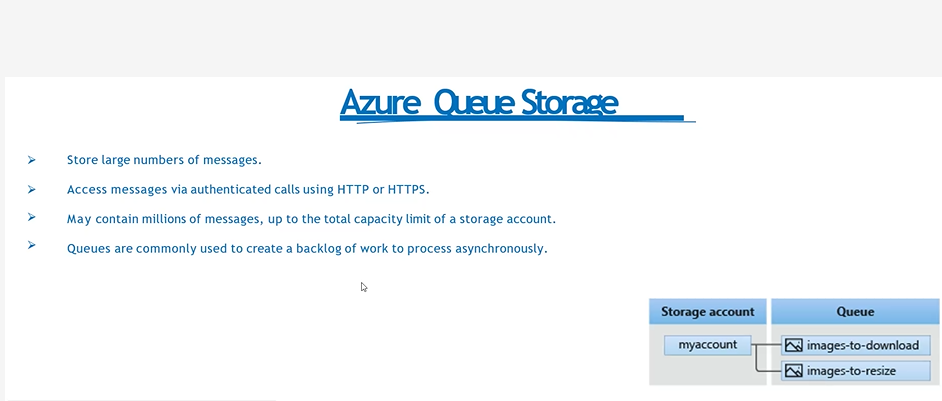 Azure Queue Storage
Store large numbers of messages.
Access messages via authenticated calls using HTTP or HTTPS.
May contain millions of messages, up to the total capacity limit of a storage account.
Queues are commonly used to create a backlog of work to process asynchronously.
Storage account Queue
myaccount images-to-download
images-to-resize